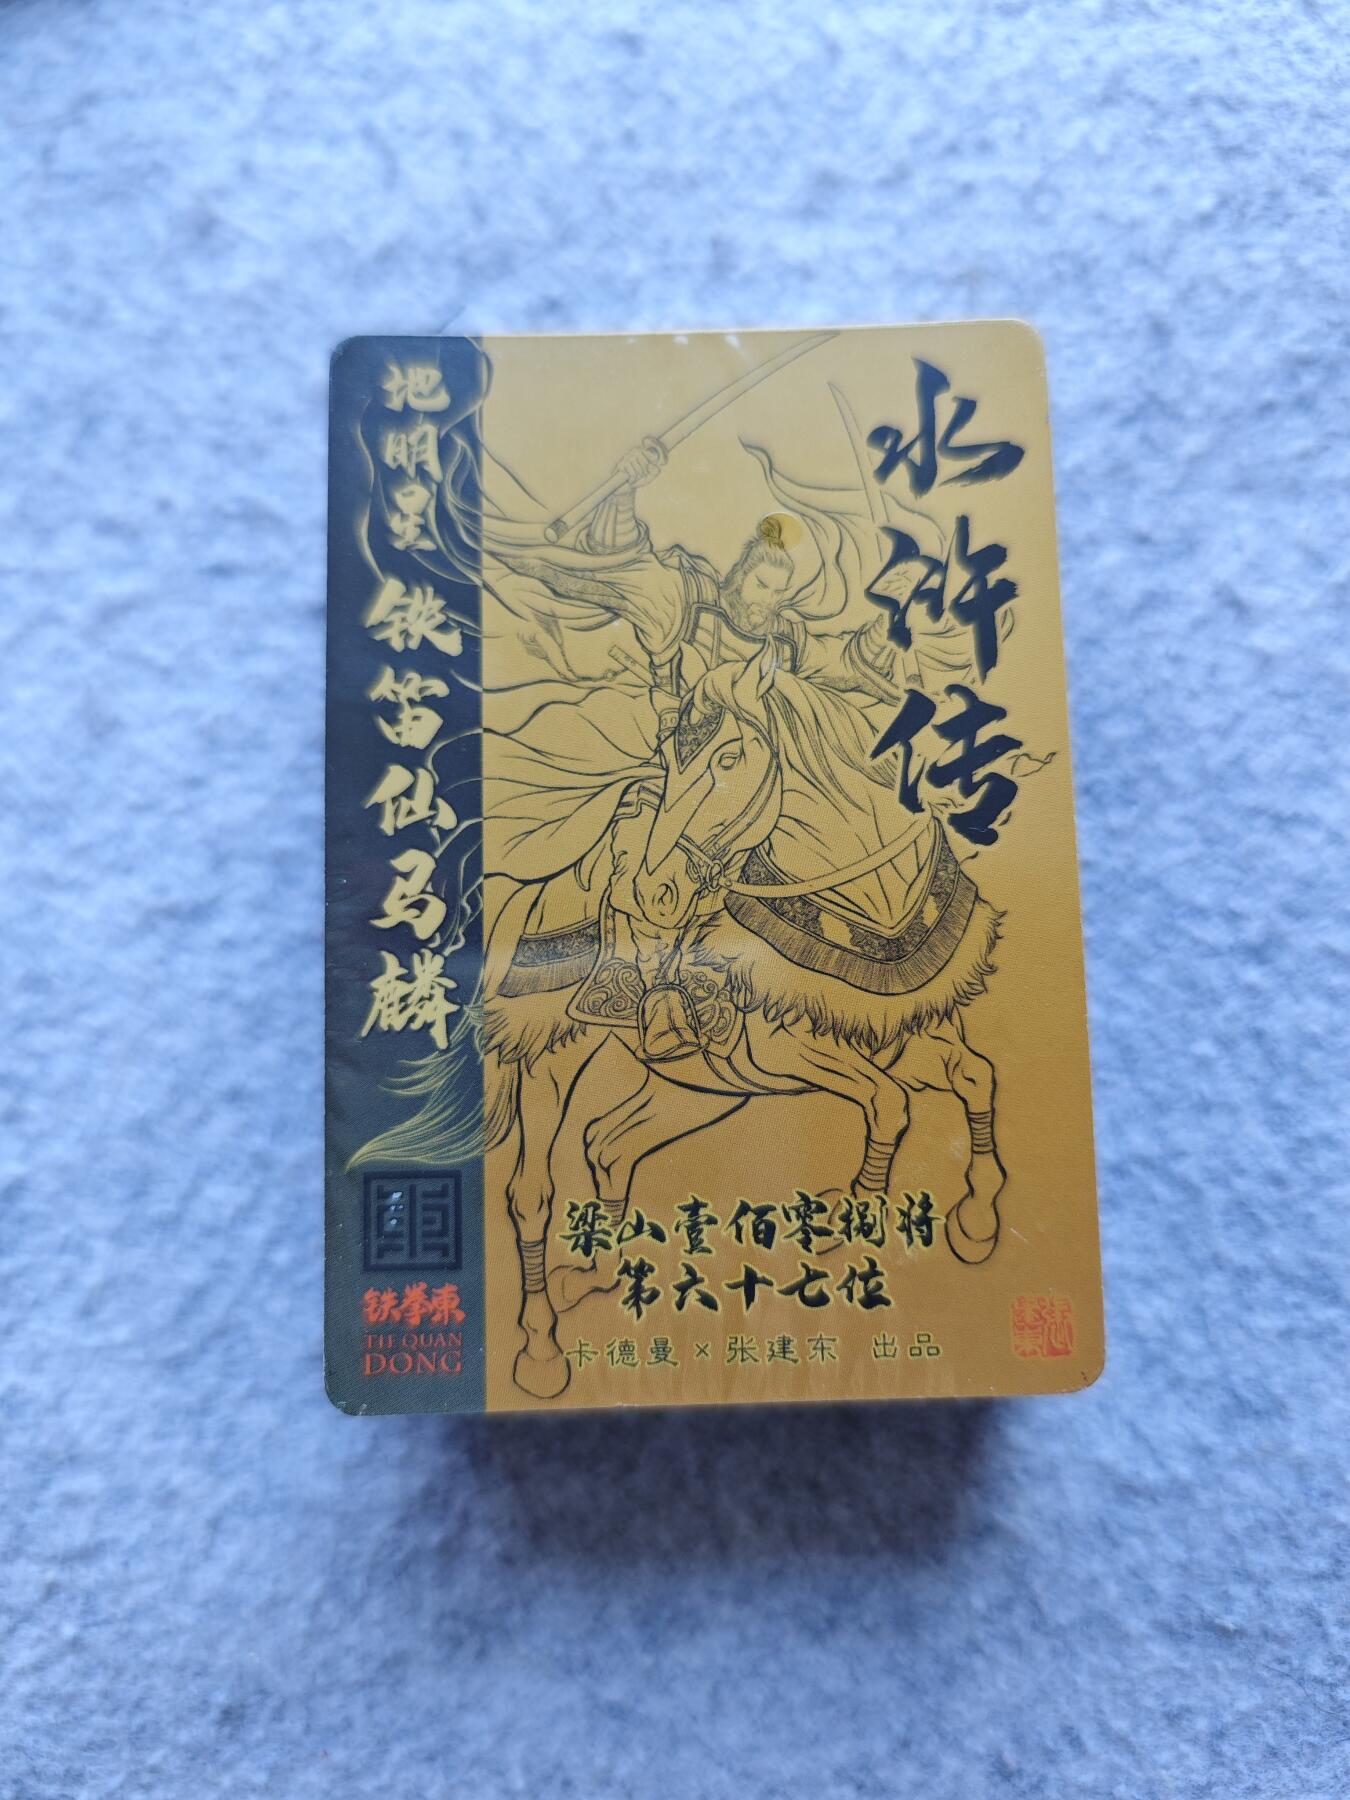 水浒传
地明星 铁笛仙马麟
梁山壹佰零捌将
第六十七位
卡德曼×张建东 出品
铁拳東
TIE QUAN
DONG